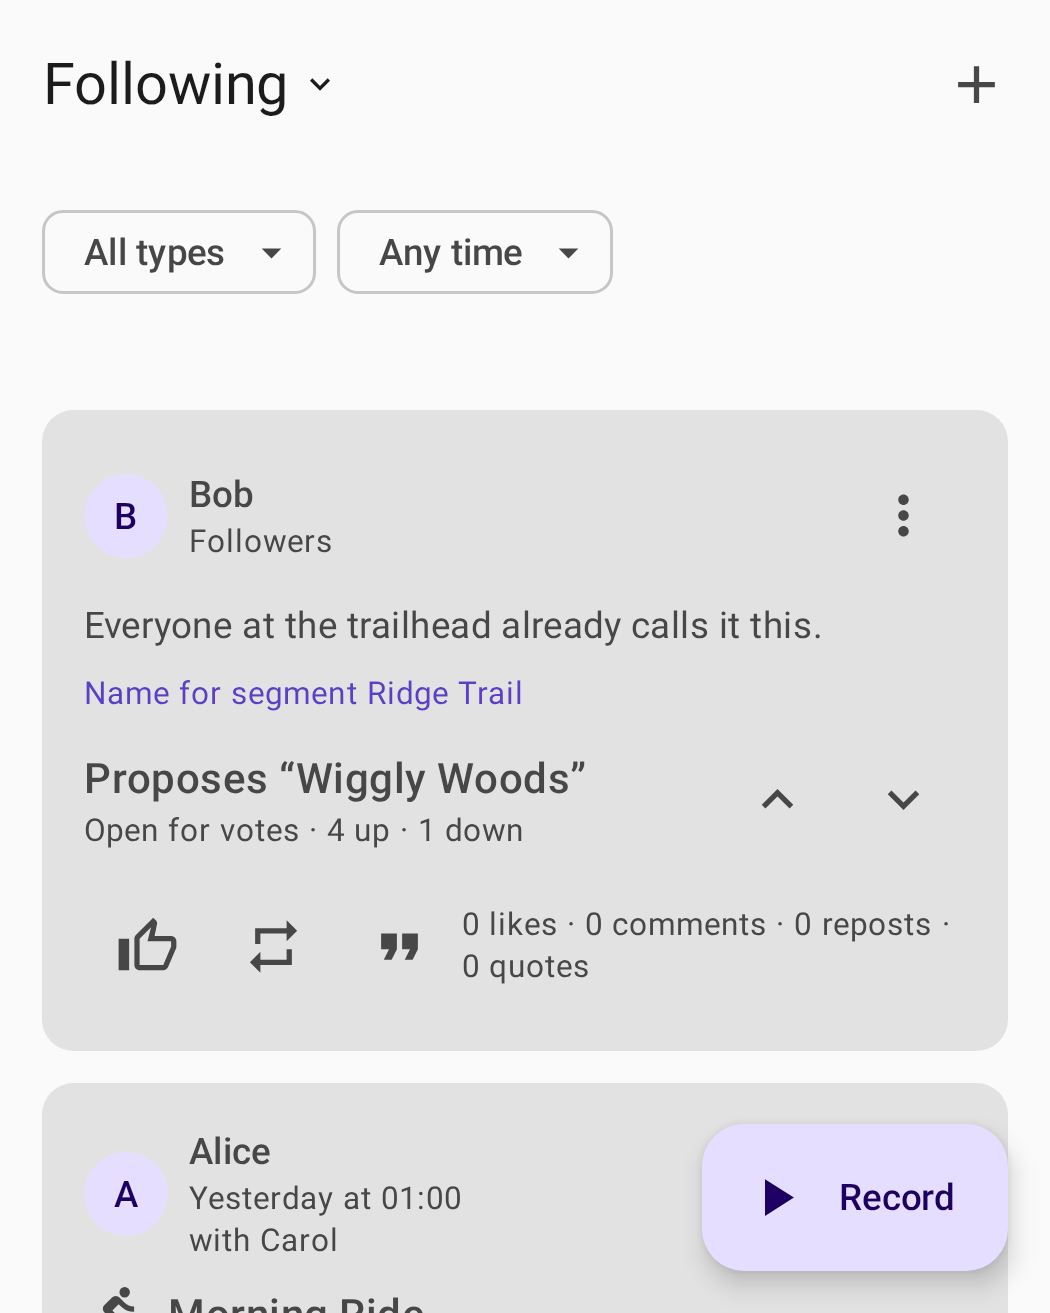 Following
All types
Any time
B
Bob
Followers
Everyone at the trailhead already calls it this.
Name for segment Ridge Trail
Proposes “Wiggly Woods”
Open for votes · 4 up · 1 down
0 likes · 0 comments · 0 reposts ·
0 quotes
A
Alice
Yesterday at 01:00
with Carol
Record
Morning Ride